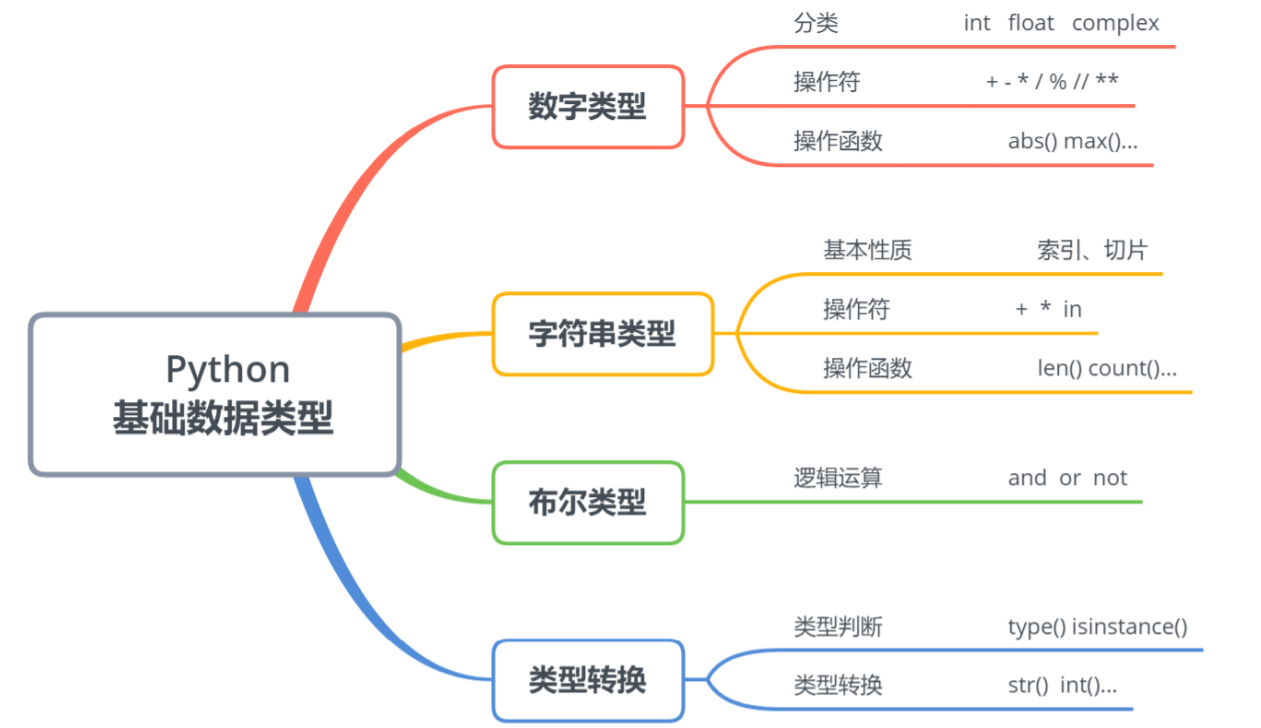 Python
基础数据类型
数字类型
分类 int float complex
操作符 + - * / % // **
操作函数 abs() max()...
字符串类型
基本性质 索引、切片
操作符 + * in
操作函数 len() count()...
布尔类型
逻辑运算 and or not
类型转换
类型判断 type() isinstance()
类型转换 str() int()...